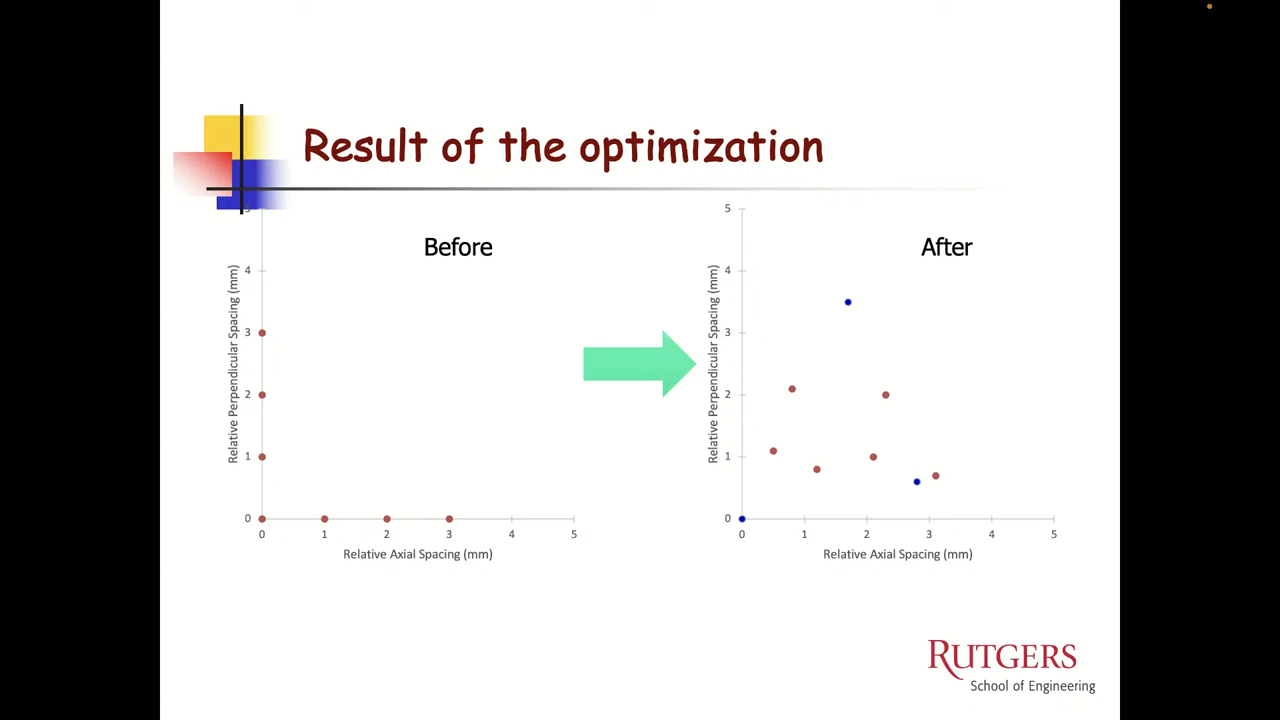 Result of the optimization
Before
5
4
3
2
1
0
Relative Perpendicular Spacing (mm)
0 1 2 3 4 5
Relative Axial Spacing (mm)
After
5
4
3
2
1
0
Relative Perpendicular Spacing (mm)
0 1 2 3 4 5
Relative Axial Spacing (mm)
RUTGERS
School of Engineering